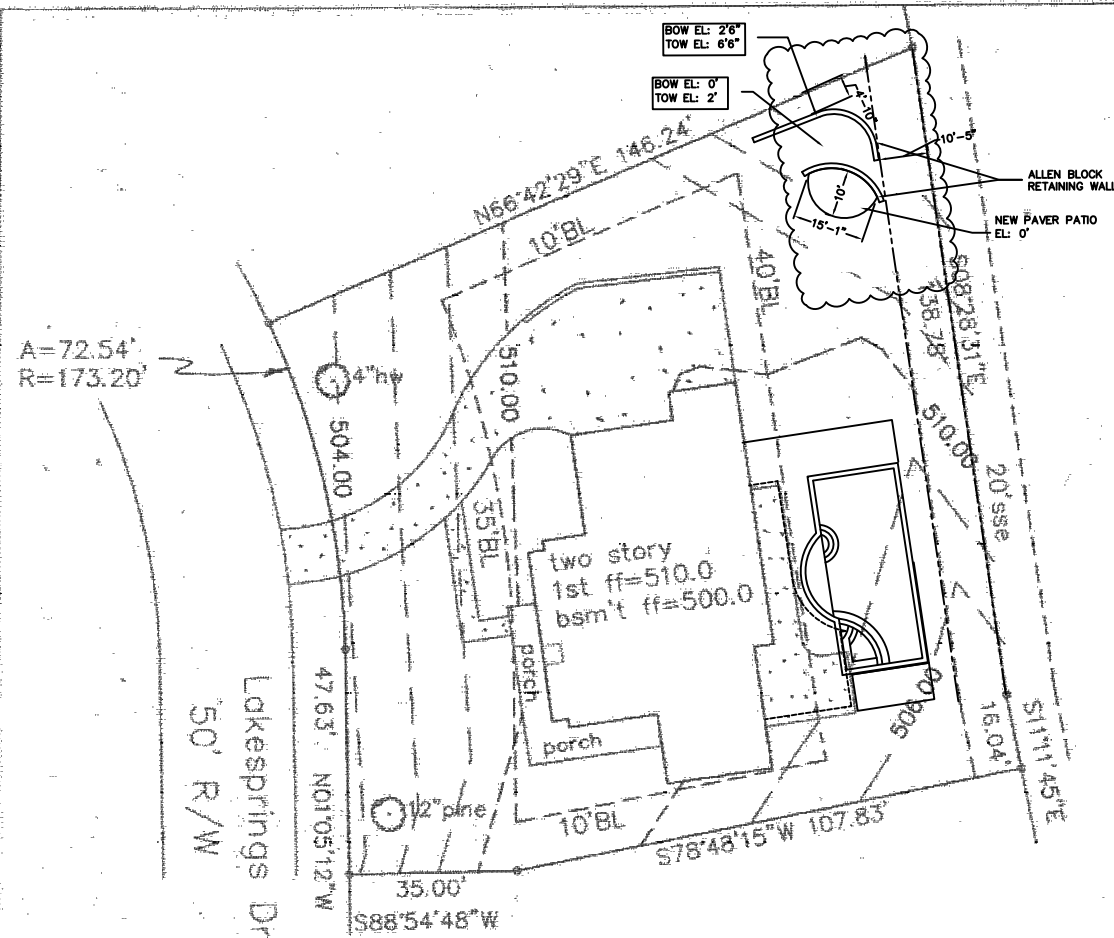 BOW EL: 2'6"
TOW EL: 6'6"
BOW EL: 0'
TOW EL: 2'
4'-10"
10'-5"
ALLEN BLOCK
RETAINING WALL
10'
15'-1"
NEW PAVER PATIO
EL: 0'
N66°42'29"E 146.24'
10'BL
40'BL
S08°28'31"E
138.78'
A=72.54'
R=173.20'
4"hw
504.00
510.00
510.00
20'sse
35'BL
two story
1st ff=510.0
bsm't ff=500.0
porch
porch
508.00
16.04'
S11°11'45"E
47.63' N01°05'12"W
Lakesprings Dr
50' R/W
12"pine
10'BL
S78°48'15"W 107.83'
35.00'
S88°54'48"W